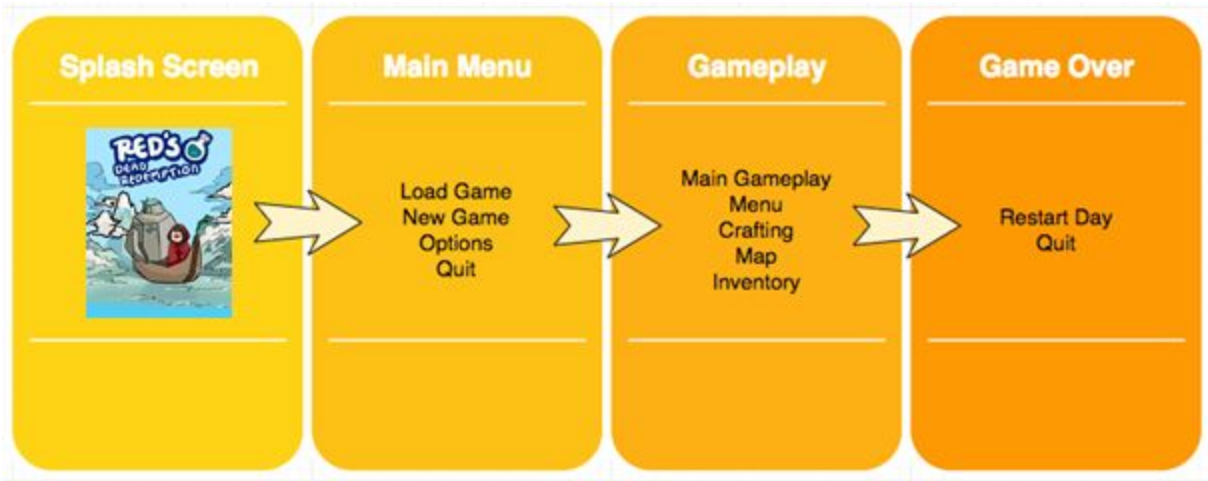 Splash Screen
RED'S
DEAD
REDEMPTION
Main Menu
Load Game
New Game
Options
Quit
Gameplay
Main Gameplay
Menu
Crafting
Map
Inventory
Game Over
Restart Day
Quit